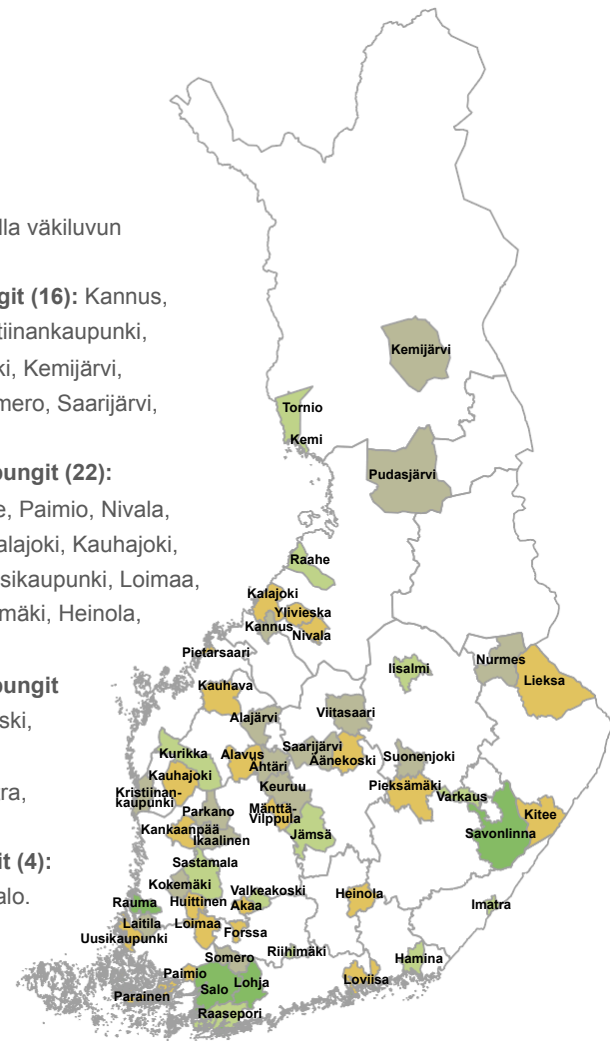 lla väkiluvun
git (16): Kannus,
tiinankaupunki,
ki, Kemijärvi,
mero, Saarijärvi,
pungit (22):
e, Paimio, Nivala,
alajoki, Kauhajoki,
sikaupunki, Loimaa,
mäki, Heinola,
pungit
ski,
ra,
it (4):
alo.
Kemijärvi
Tornio
Kemi
Pudasjärvi
Raahe
Kalajoki
Ylivieska
Kannus
Nivala
Pietarsaari
Iisalmi
Nurmes
Lieksa
Kauhava
Alajärvi
Viitasaari
Kurikka
Alavus
Saarijärvi
Äänekoski
Suonenjoki
Kauhajoki
Ähtäri
Keuruu
Pieksämäki
Varkaus
Kristiinan-
kaupunki
Parkano
Mänttä-
Vilppula
Kitee
Kankaanpää
Ikaalinen
Jämsä
Savonlinna
Sastamala
Kokemäki
Valkeakoski
Heinola
Imatra
Rauma
Huittinen
Akaa
Laitila
Loimaa
Forssa
Uusikaupunki
Riihimäki
Hamina
Somero
Paimio
Salo
Lohja
Loviisa
Parainen
Raasepori